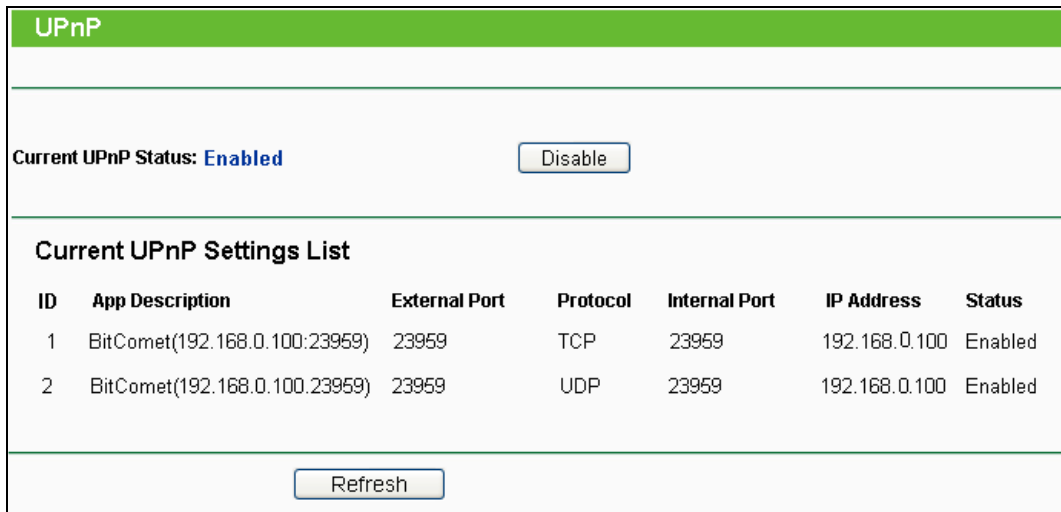 UPnP
Current UPnP Status: Enabled Disable
Current UPnP Settings List
ID App Description External Port Protocol Internal Port IP Address Status
1 BitComet(192.168.0.100:23959) 23959 TCP 23959 192.168.0.100 Enabled
2 BitComet(192.168.0.100.23959) 23959 UDP 23959 192.168.0.100 Enabled
Refresh